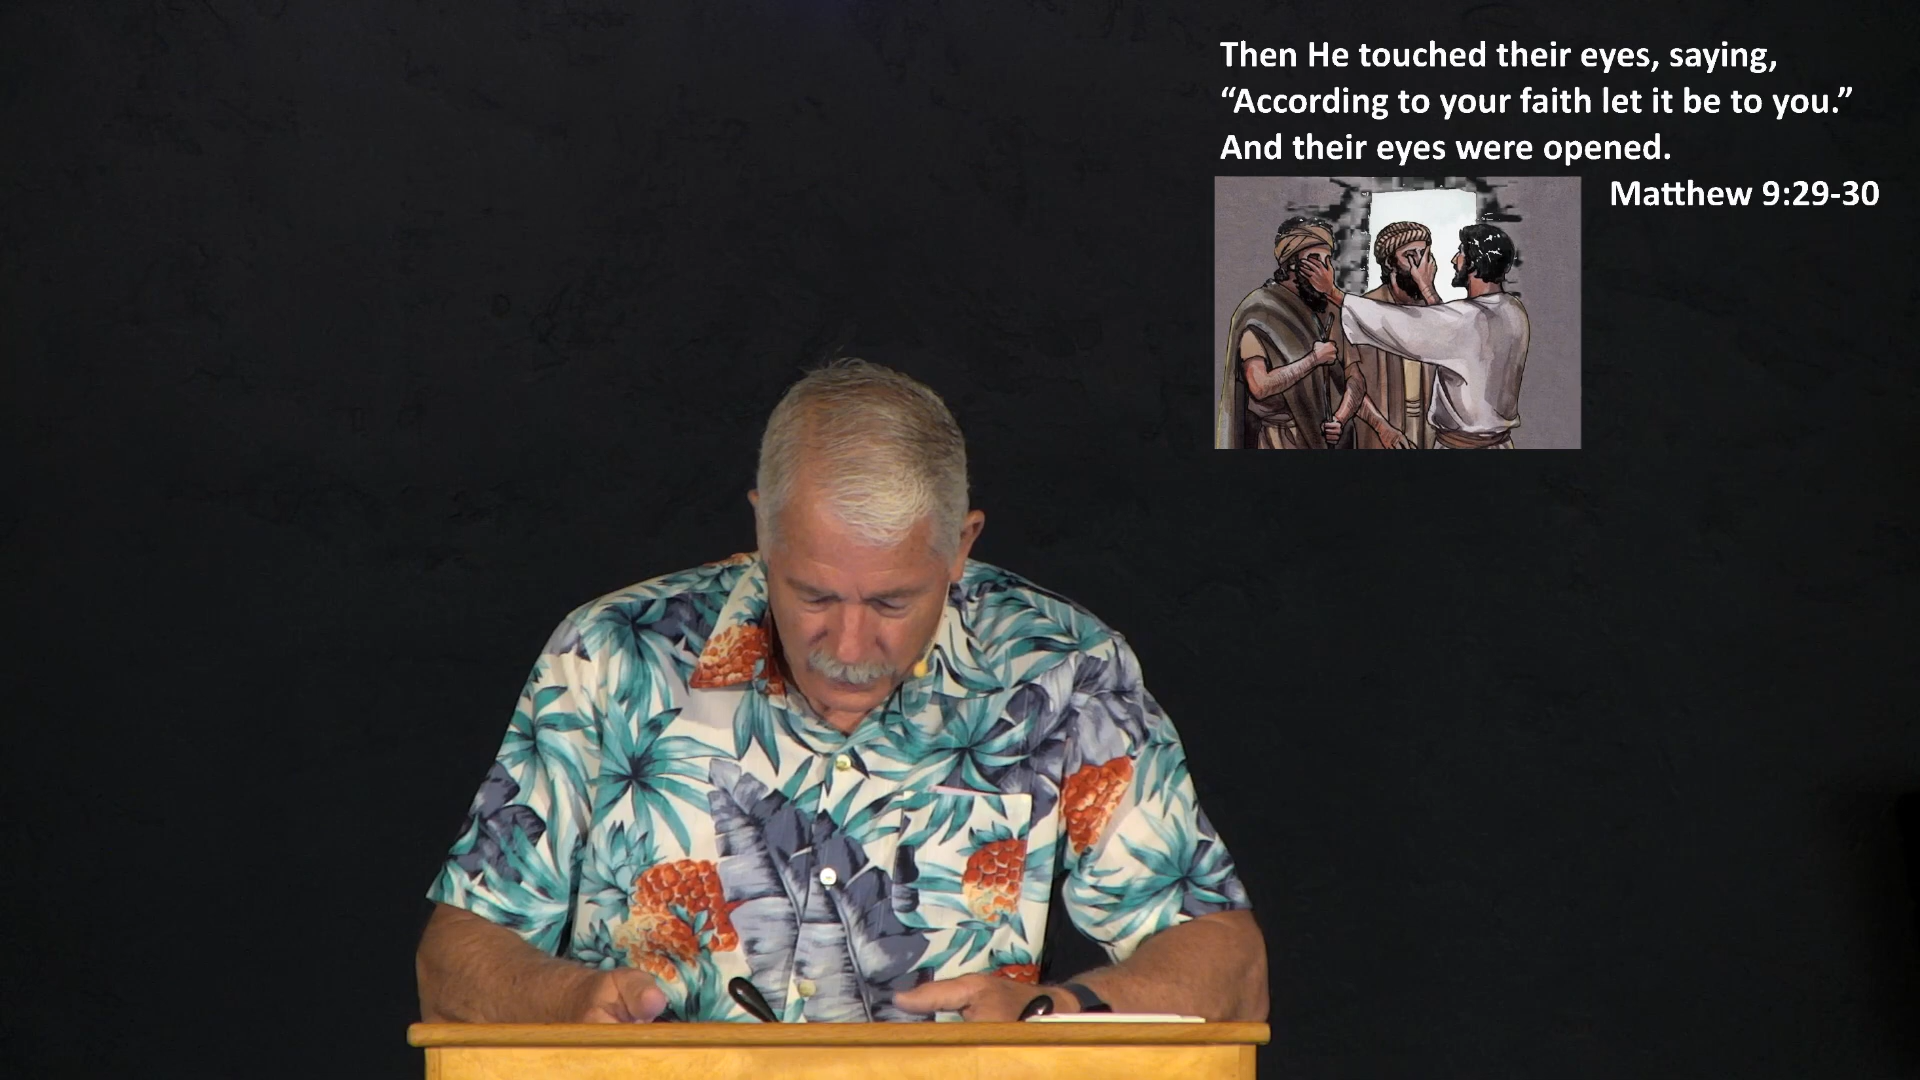 Then He touched their eyes, saying,
“According to your faith let it be to you.”
And their eyes were opened.
Matthew 9:29-30